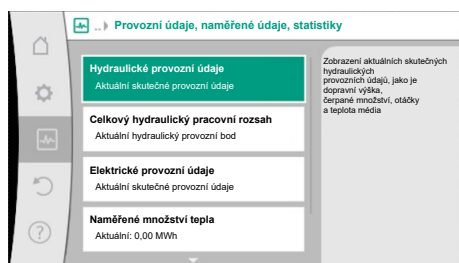 ..▸ Provozní údaje, naměřené údaje, statistiky
Hydraulické provozní údaje
Aktuální skutečné provozní údaje
Celkový hydraulický pracovní rozsah
Aktuální hydraulický provozní bod
Elektrické provozní údaje
Aktuální skutečné provozní údaje
Naměřené množství tepla
Aktuální: 0,00 MWh
Zobrazení aktuálních skutečných
hydraulických
provozních údajů, jako je
dopravní výška,
čerpané množství, otáčky
a teplota média
?